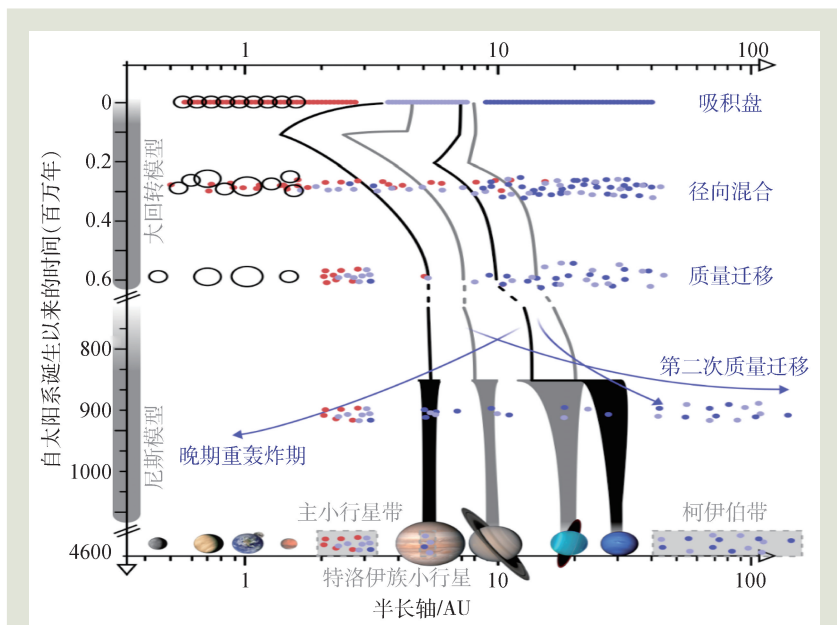 1 10 100
0 吸积盘
0.2
径向混合
0.4
0.6 质量迁移
大回转模型
自太阳系诞生以来的时间(百万年)
800
第二次质量迁移
900
晚期重轰炸期
1000
尼斯模型
主小行星带 柯伊伯带
4600
特洛伊族小行星
1 10 100
半长轴/AU